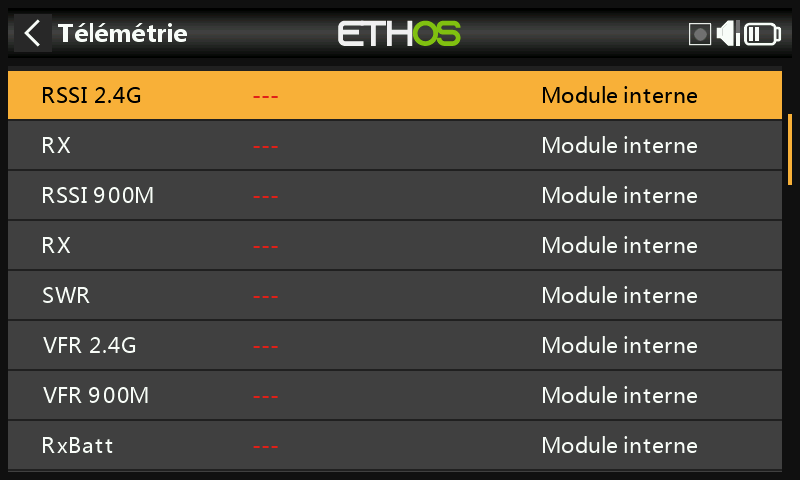 Télémétrie ETHOS
RSSI 2.4G --- Module interne
RX --- Module interne
RSSI 900M --- Module interne
RX --- Module interne
SWR --- Module interne
VFR 2.4G --- Module interne
VFR 900M --- Module interne
RxBatt --- Module interne